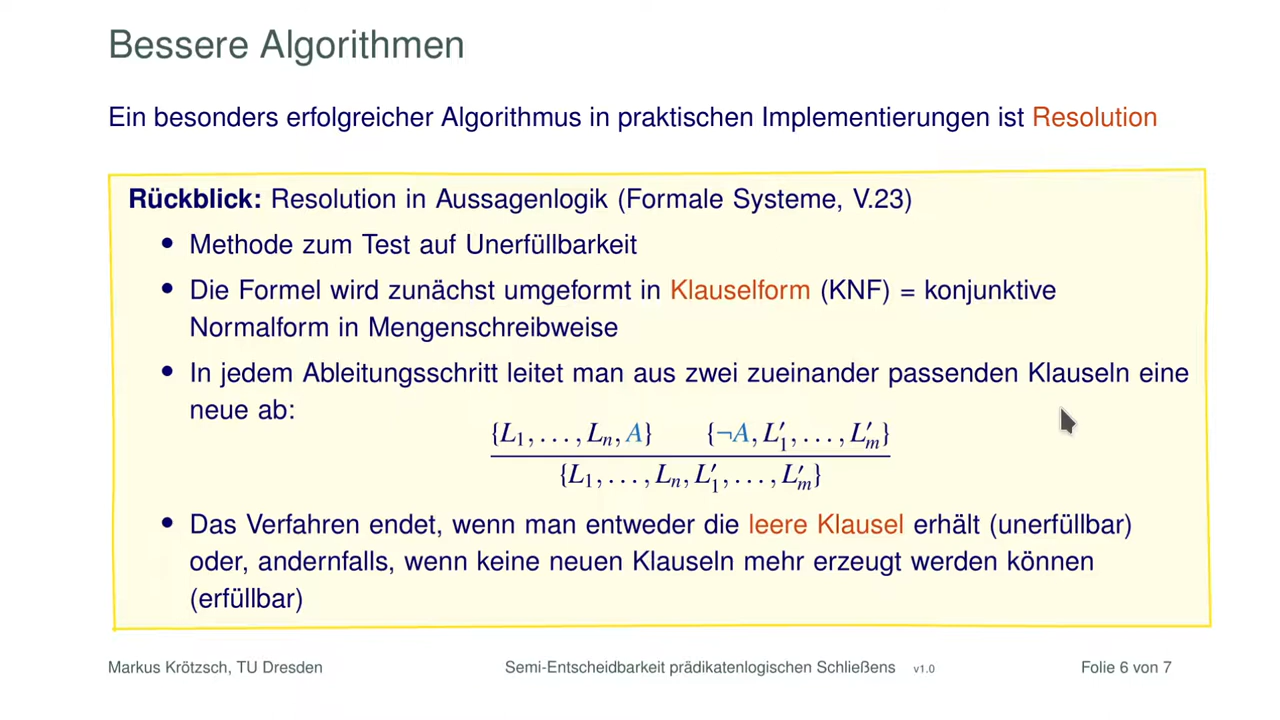 Bessere Algorithmen
Ein besonders erfolgreicher Algorithmus in praktischen Implementierungen ist Resolution
Rückblick: Resolution in Aussagenlogik (Formale Systeme, V.23)
• Methode zum Test auf Unerfüllbarkeit
• Die Formel wird zunächst umgeformt in Klauselform (KNF) = konjunktive
Normalform in Mengenschreibweise
• In jedem Ableitungsschritt leitet man aus zwei zueinander passenden Klauseln eine
neue ab:
{L₁, . . . , Lₙ, A} {¬A, L′₁, . . . , L′ₘ}
{L₁, . . . , Lₙ, L′₁, . . . , L′ₘ}
• Das Verfahren endet, wenn man entweder die leere Klausel erhält (unerfüllbar)
oder, andernfalls, wenn keine neuen Klauseln mehr erzeugt werden können
(erfüllbar)
Markus Krötzsch, TU Dresden Semi-Entscheidbarkeit prädikatenlogischen Schließens v1.0 Folie 6 von 7